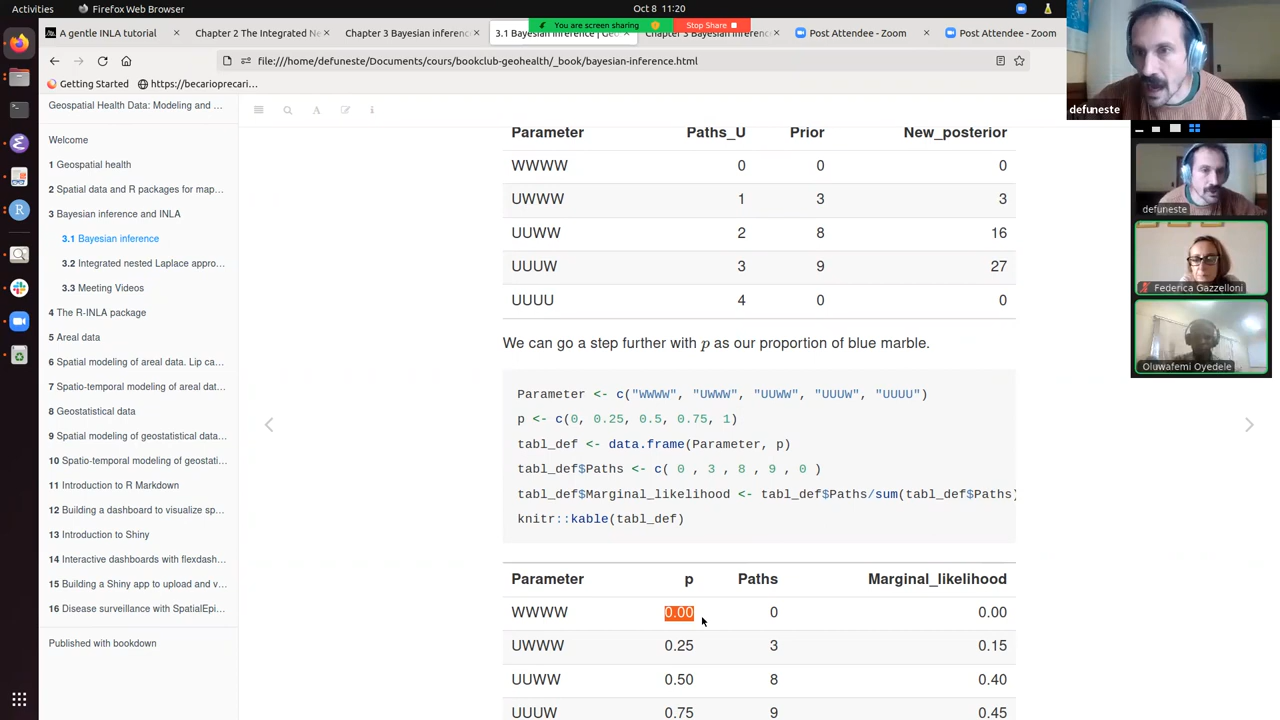 Activities
Firefox Web Browser
Oct 8 11:20
You are screen sharing
Stop Share
A gentle INLA tutorial
Chapter 2 The Integrated Ne
Chapter 3 Bayesian inference
3.1 Bayesian inference | Geo
Chapter 3 Bayesian inference
Post Attendee - Zoom
Post Attendee - Zoom
file:///home/defuneste/Documents/cours/bookclub-geohealth/_book/bayesian-inference.html
Getting Started
https://becarioprecari...
Geospatial Health Data: Modeling and ...
Welcome
1 Geospatial health
2 Spatial data and R packages for map...
3 Bayesian inference and INLA
3.1 Bayesian inference
3.2 Integrated nested Laplace appro...
3.3 Meeting Videos
4 The R-INLA package
5 Areal data
6 Spatial modeling of areal data. Lip ca...
7 Spatio-temporal modeling of areal dat...
8 Geostatistical data
9 Spatial modeling of geostatistical data...
10 Spatio-temporal modeling of geostati...
11 Introduction to R Markdown
12 Building a dashboard to visualize sp...
13 Introduction to Shiny
14 Interactive dashboards with flexdash...
15 Building a Shiny app to upload and v...
16 Disease surveillance with SpatialEpi...
Published with bookdown
Parameter Paths_U Prior New_posterior
WWWW 0 0 0
UWWW 1 3 3
UUWW 2 8 16
UUUW 3 9 27
UUUU 4 0 0
We can go a step further with p as our proportion of blue marble.
Parameter <- c("WWWW", "UWWW", "UUWW", "UUUW", "UUUU")
p <- c(0, 0.25, 0.5, 0.75, 1)
tabl_def <- data.frame(Parameter, p)
tabl_def$Paths <- c( 0 , 3 , 8 , 9 , 0 )
tabl_def$Marginal_likelihood <- tabl_def$Paths/sum(tabl_def$Paths)
knitr::kable(tabl_def)
Parameter p Paths Marginal_likelihood
WWWW 0.00 0 0.00
UWWW 0.25 3 0.15
UUWW 0.50 8 0.40
UUUW 0.75 9 0.45
defuneste
defuneste
Federica Gazzelloni
Oluwafemi Oyedele